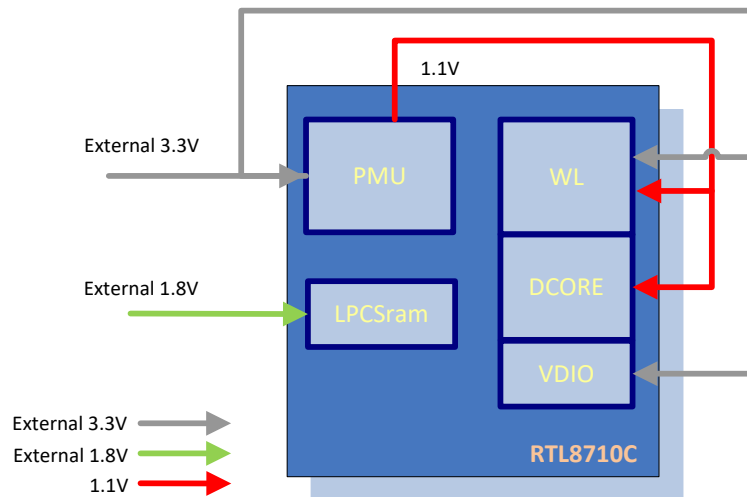 1.1V
External 3.3V
PMU
WL
External 1.8V
LPCSram
DCORE
VDIO
External 3.3V
External 1.8V
1.1V
RTL8710C